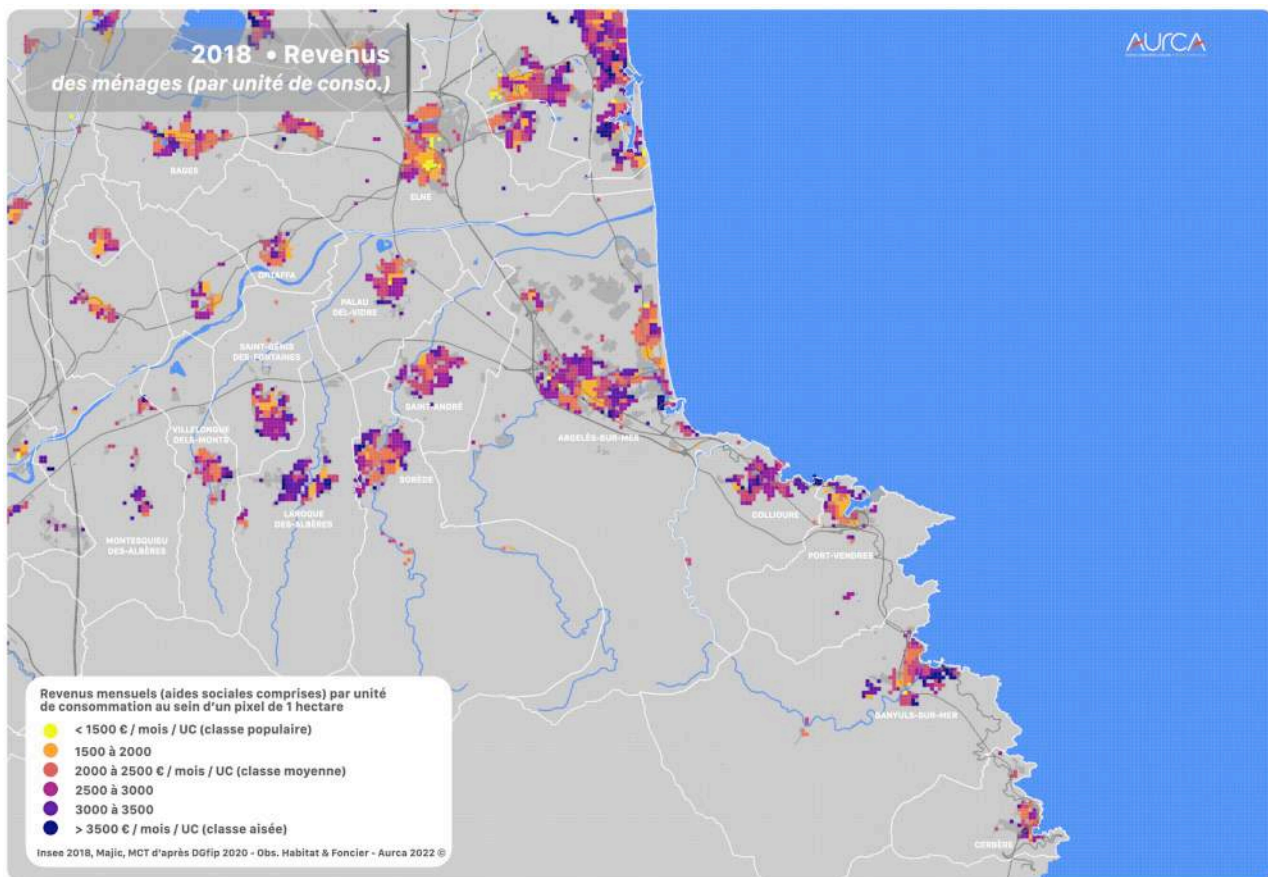 2018 • Revenus
des ménages (par unité de conso.)
AURCA
BAGES
ELNE
ORTAFFA
PALAU
DEL-VIDRE
SAINT-GÉNIS
DES-FONTAINES
SAINT-ANDRÉ
VILLELONGUE
DELS-MONTS
ARGELÈS-SUR-MER
SORÈDE
COLLIOURE
LAROQUE
DES-ALBÈRES
MONTESQUIEU
DES-ALBÈRES
PORT-VENDRES
BANYULS-SUR-MER
CERBÈRE
Revenus mensuels (aides sociales comprises) par unité
de consommation au sein d'un pixel de 1 hectare
< 1500 € / mois / UC (classe populaire)
1500 à 2000
2000 à 2500 € / mois / UC (classe moyenne)
2500 à 3000
3000 à 3500
> 3500 € / mois / UC (classe aisée)
Insee 2018, Majic, MCT d'après DGfip 2020 - Obs. Habitat & Foncier - Aurca 2022 ©